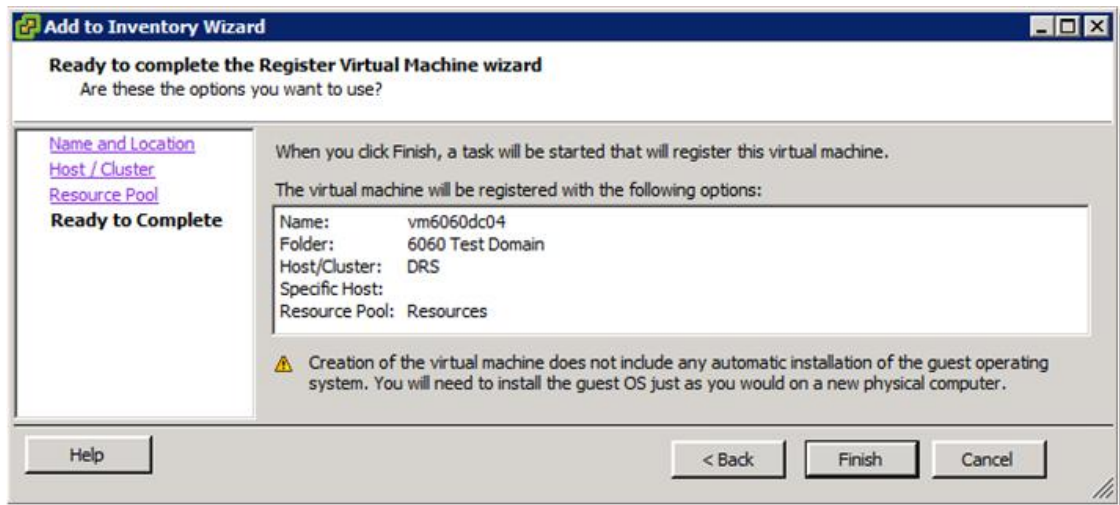 Add to Inventory Wizard
Ready to complete the Register Virtual Machine wizard
Are these the options you want to use?
Name and Location
Host / Cluster
Resource Pool
Ready to Complete
When you click Finish, a task will be started that will register this virtual machine.
The virtual machine will be registered with the following options:
Name: vm6060dc04
Folder: 6060 Test Domain
Host/Cluster: DRS
Specific Host:
Resource Pool: Resources
Creation of the virtual machine does not include any automatic installation of the guest operating
system. You will need to install the guest OS just as you would on a new physical computer.
Help
< Back
Finish
Cancel